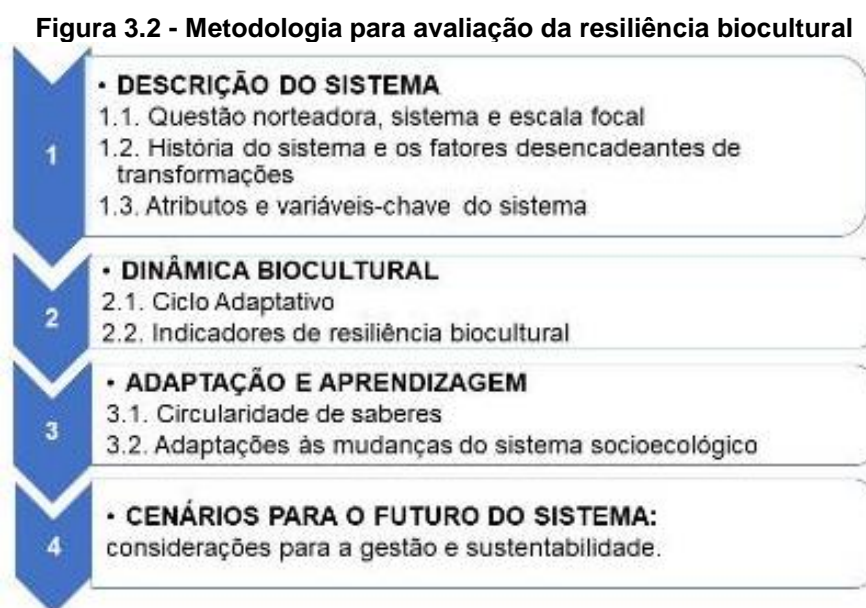 Figura 3.2 - Metodologia para avaliação da resiliência biocultural
1
• DESCRIÇÃO DO SISTEMA
1.1. Questão norteadora, sistema e escala focal
1.2. História do sistema e os fatores desencadeantes de
transformações
1.3. Atributos e variáveis-chave do sistema
2
• DINÂMICA BIOCULTURAL
2.1. Ciclo Adaptativo
2.2. Indicadores de resiliência biocultural
3
• ADAPTAÇÃO E APRENDIZAGEM
3.1. Circularidade de saberes
3.2. Adaptações às mudanças do sistema socioecológico
4
• CENÁRIOS PARA O FUTURO DO SISTEMA:
considerações para a gestão e sustentabilidade.